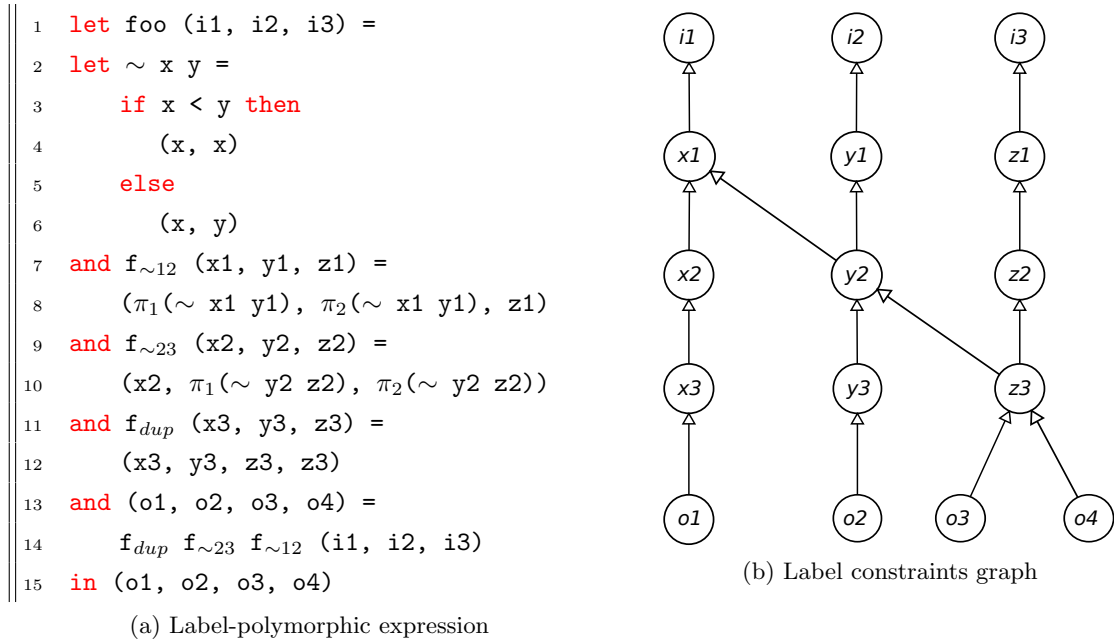 1 let foo (i1, i2, i3) =
2 let ∼ x y =
3 if x < y then
4 (x, x)
5 else
6 (x, y)
7 and f∼12 (x1, y1, z1) =
8 (π1(∼ x1 y1), π2(∼ x1 y1), z1)
9 and f∼23 (x2, y2, z2) =
10 (x2, π1(∼ y2 z2), π2(∼ y2 z2))
11 and fdup (x3, y3, z3) =
12 (x3, y3, z3, z3)
13 and (o1, o2, o3, o4) =
14 fdup f∼23 f∼12 (i1, i2, i3)
15 in (o1, o2, o3, o4)
(a) Label-polymorphic expression
i1 i2 i3
x1 y1 z1
x2 y2 z2
x3 y3 z3
o1 o2 o3 o4
(b) Label constraints graph